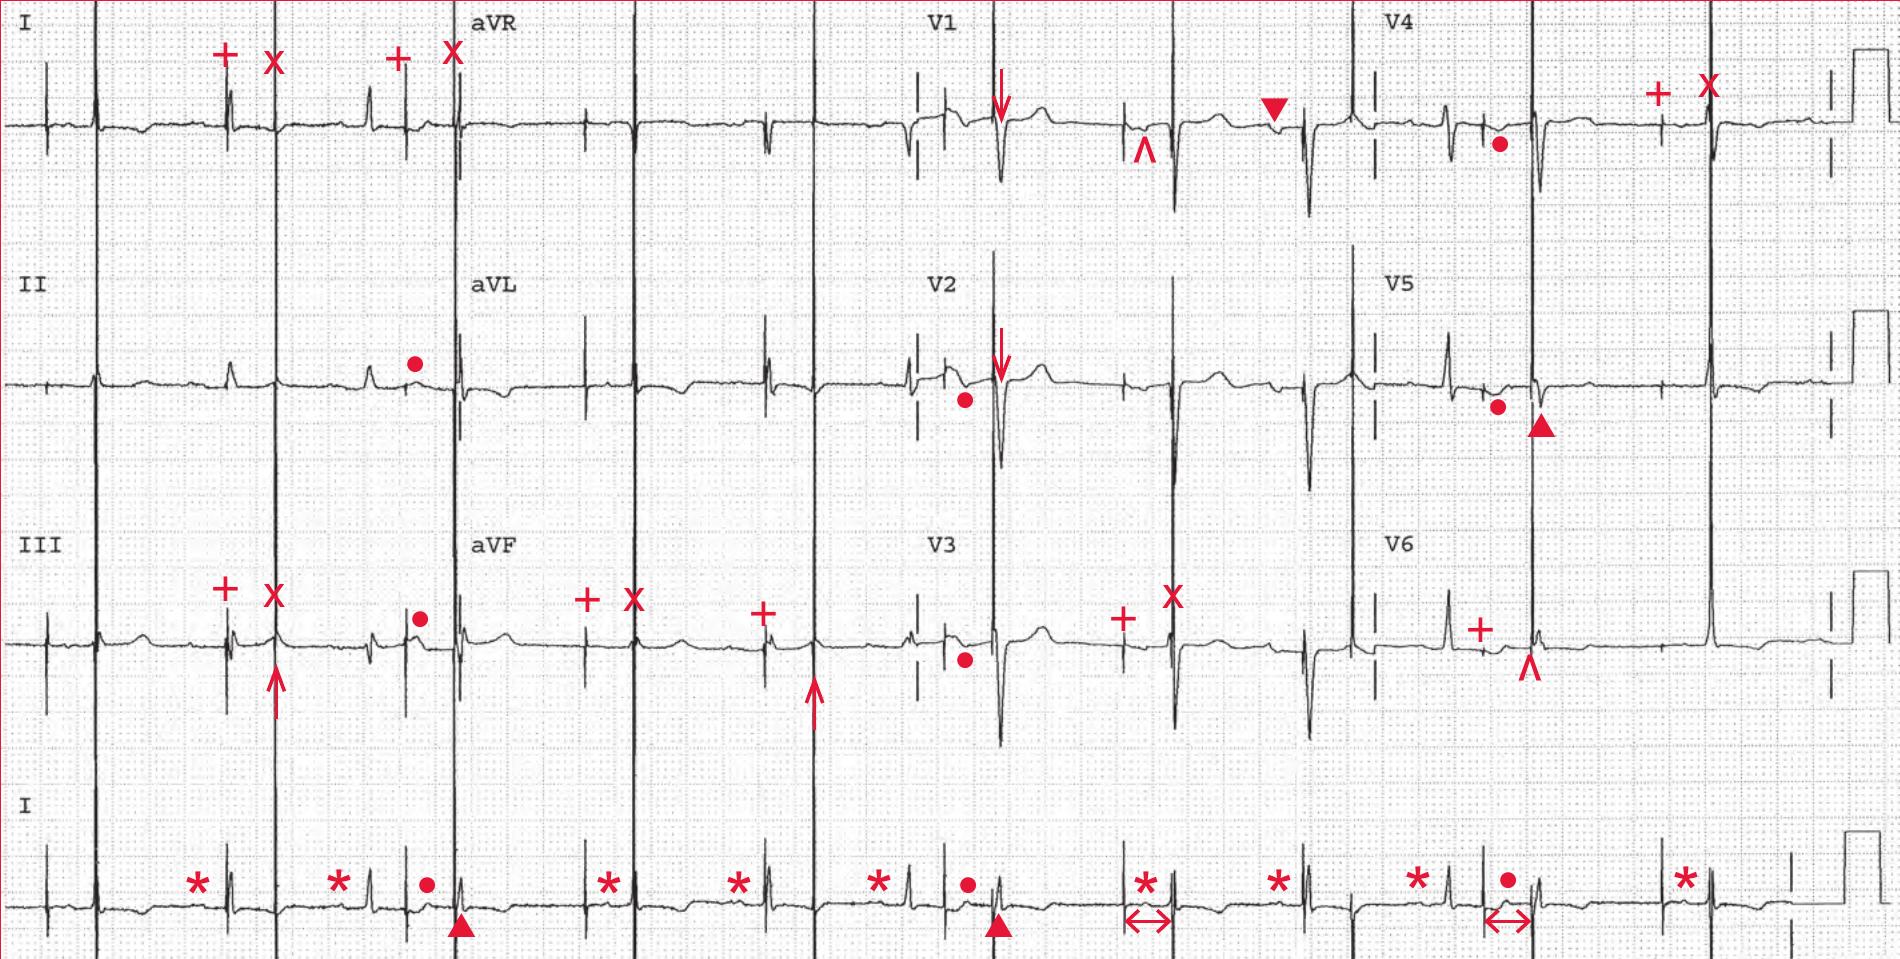 I aVR V1 V4
+ X + X + X
II aVL V2 V5
III aVF V3 V6
+ X + X + + X +
I
* * * * * * * * *